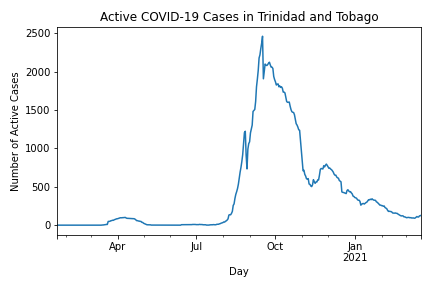 Active COVID-19 Cases in Trinidad and Tobago
2500
2000
1500
1000
500
0
Number of Active Cases
Apr
Jul
Oct
Jan
2021
Day